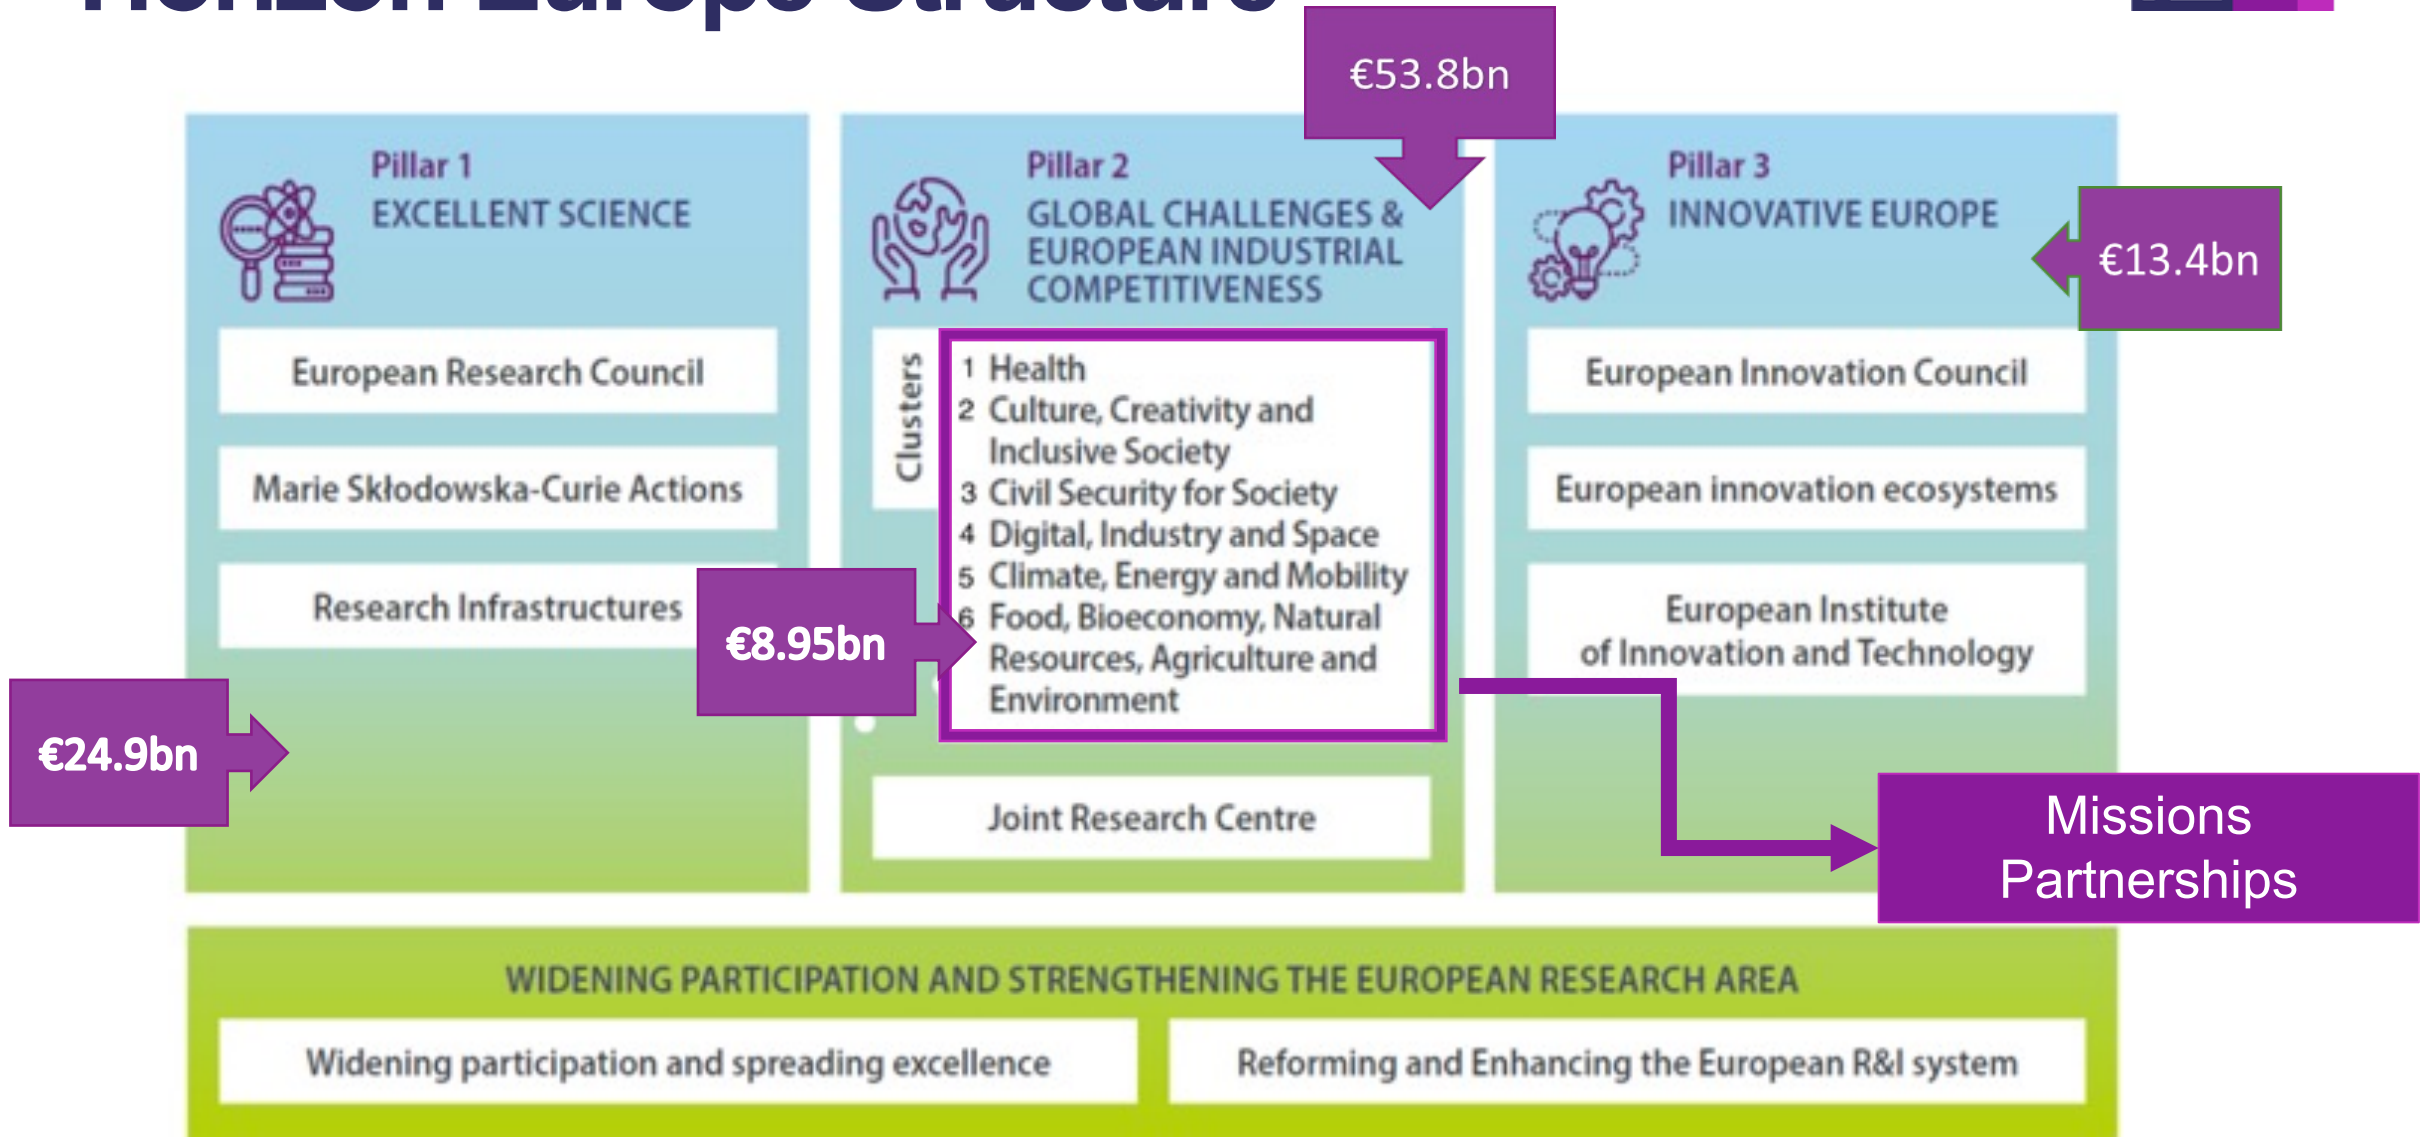 Horizon Europe Structure
€53.8bn
Pillar 1
EXCELLENT SCIENCE
European Research Council
Marie Skłodowska-Curie Actions
Research Infrastructures
€24.9bn
Pillar 2
GLOBAL CHALLENGES &
EUROPEAN INDUSTRIAL
COMPETITIVENESS
Clusters
1 Health
2 Culture, Creativity and
Inclusive Society
3 Civil Security for Society
4 Digital, Industry and Space
5 Climate, Energy and Mobility
6 Food, Bioeconomy, Natural
Resources, Agriculture and
Environment
€8.95bn
Joint Research Centre
Pillar 3
INNOVATIVE EUROPE
€13.4bn
European Innovation Council
European innovation ecosystems
European Institute
of Innovation and Technology
Missions
Partnerships
WIDENING PARTICIPATION AND STRENGTHENING THE EUROPEAN RESEARCH AREA
Widening participation and spreading excellence
Reforming and Enhancing the European R&I system